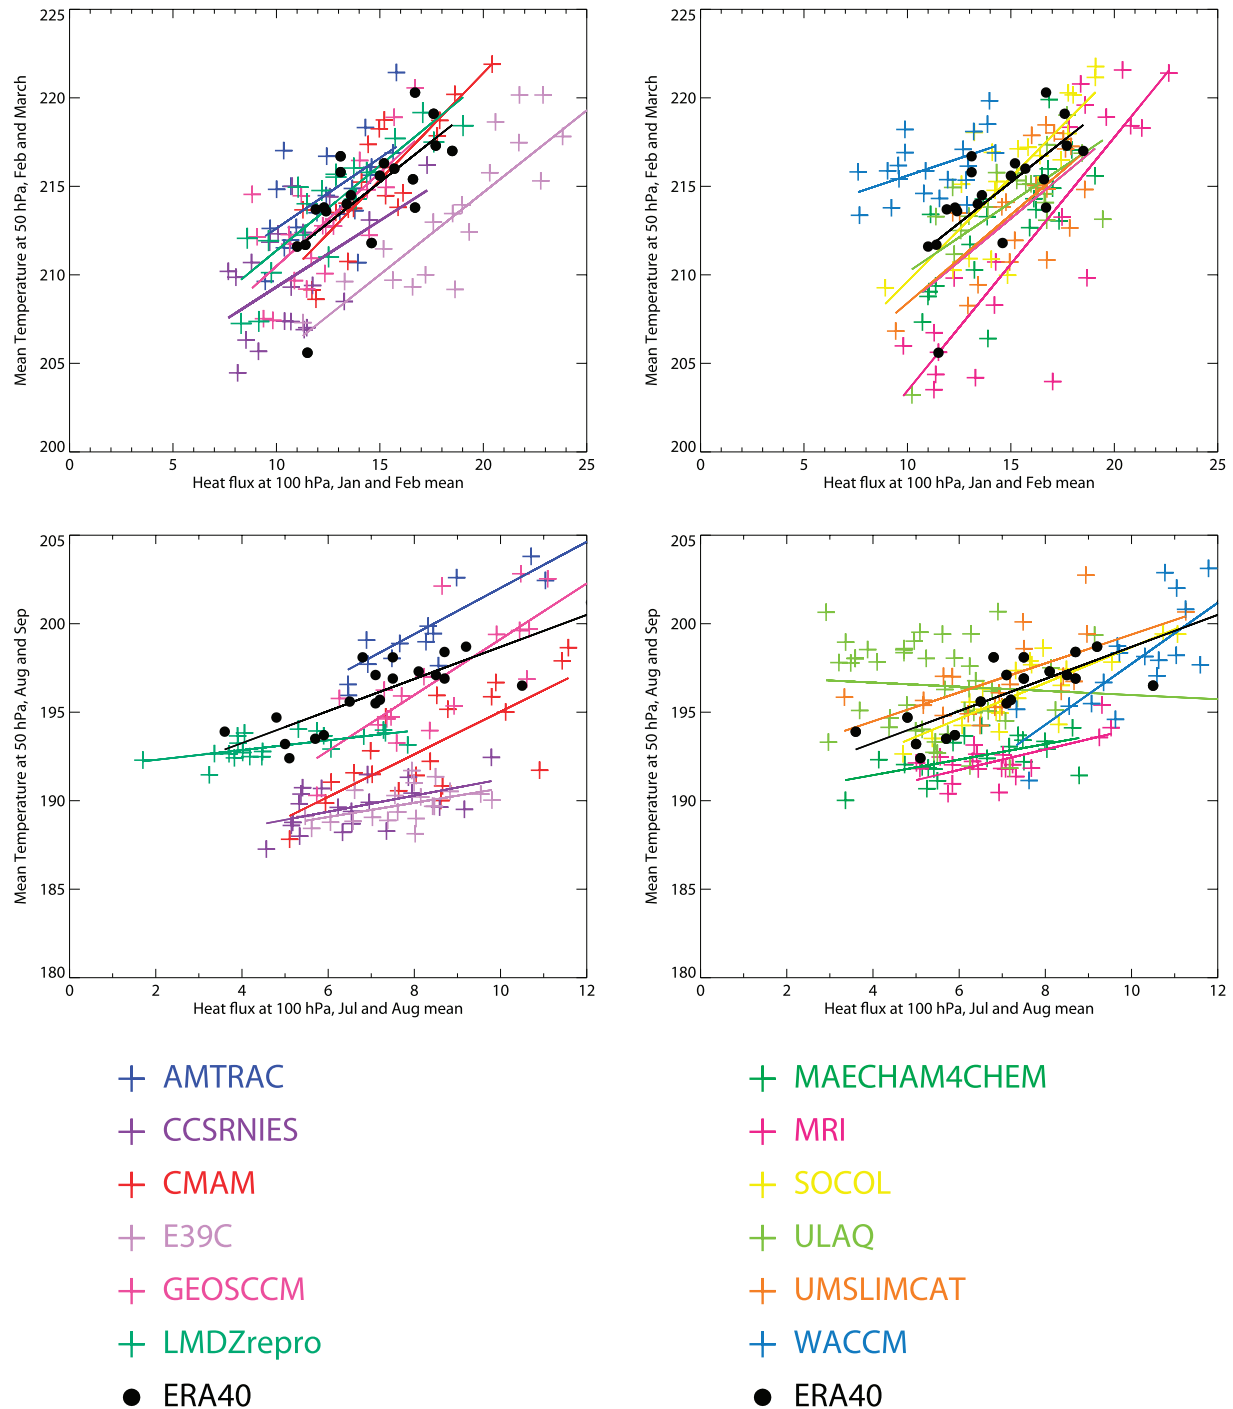 225
220
215
210
205
200
0 5 10 15 20 25
Mean Temperature at 50 hPa, Feb and March
Heat flux at 100 hPa, Jan and Feb mean
225
220
215
210
205
200
0 5 10 15 20 25
Mean Temperature at 50 hPa, Feb and March
Heat flux at 100 hPa, Jan and Feb mean
205
200
195
190
185
180
0 2 4 6 8 10 12
Mean Temperature at 50 hPa, Aug and Sep
Heat flux at 100 hPa, Jul and Aug mean
205
200
195
190
185
180
0 2 4 6 8 10 12
Mean Temperature at 50 hPa, Aug and Sep
Heat flux at 100 hPa, Jul and Aug mean
AMTRAC
CCSRNIES
CMAM
E39C
GEOSCCM
LMDZrepro
ERA40
MAECHAM4CHEM
MRI
SOCOL
ULAQ
UMSLIMCAT
WACCM
ERA40